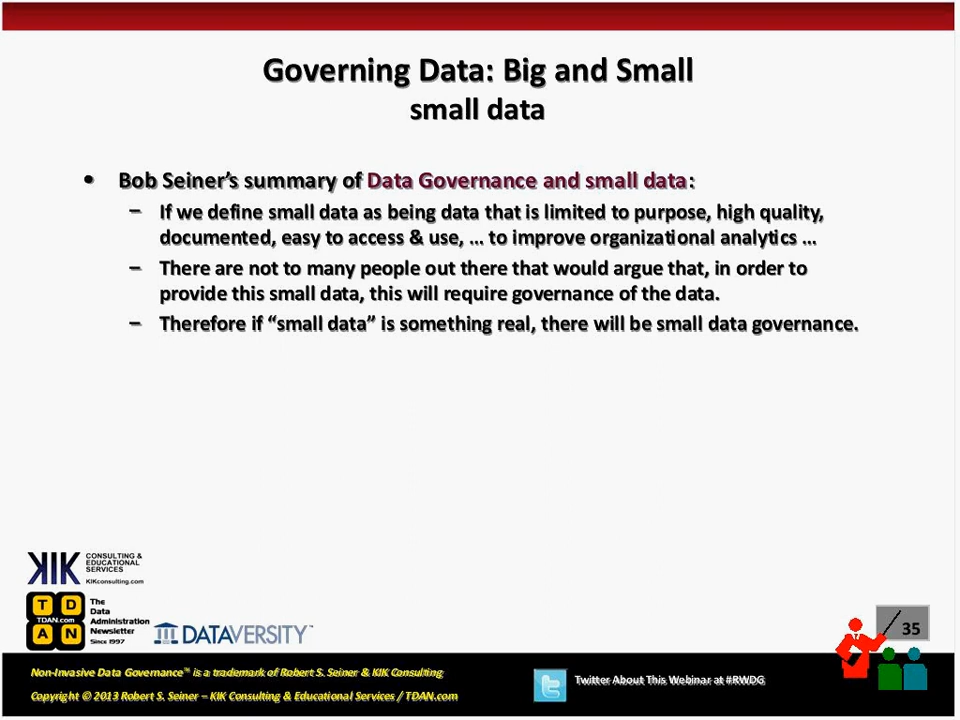 Governing Data: Big and Small
small data
• Bob Seiner’s summary of Data Governance and small data:
– If we define small data as being data that is limited to purpose, high quality,
documented, easy to access & use, … to improve organizational analytics …
– There are not to many people out there that would argue that, in order to
provide this small data, this will require governance of the data.
– Therefore if “small data” is something real, there will be small data governance.
KIK
CONSULTING &
EDUCATIONAL
SERVICES
KIKconsulting.com
T D
TDAN.com
A N
The
Data
Administration
Newsletter
Since 1997
DATAVERSITY™
35
Non-Invasive Data Governance™ is a trademark of Robert S. Seiner & KIK Consulting
Copyright © 2013 Robert S. Seiner – KIK Consulting & Educational Services / TDAN.com
Twitter About This Webinar at #RWDG